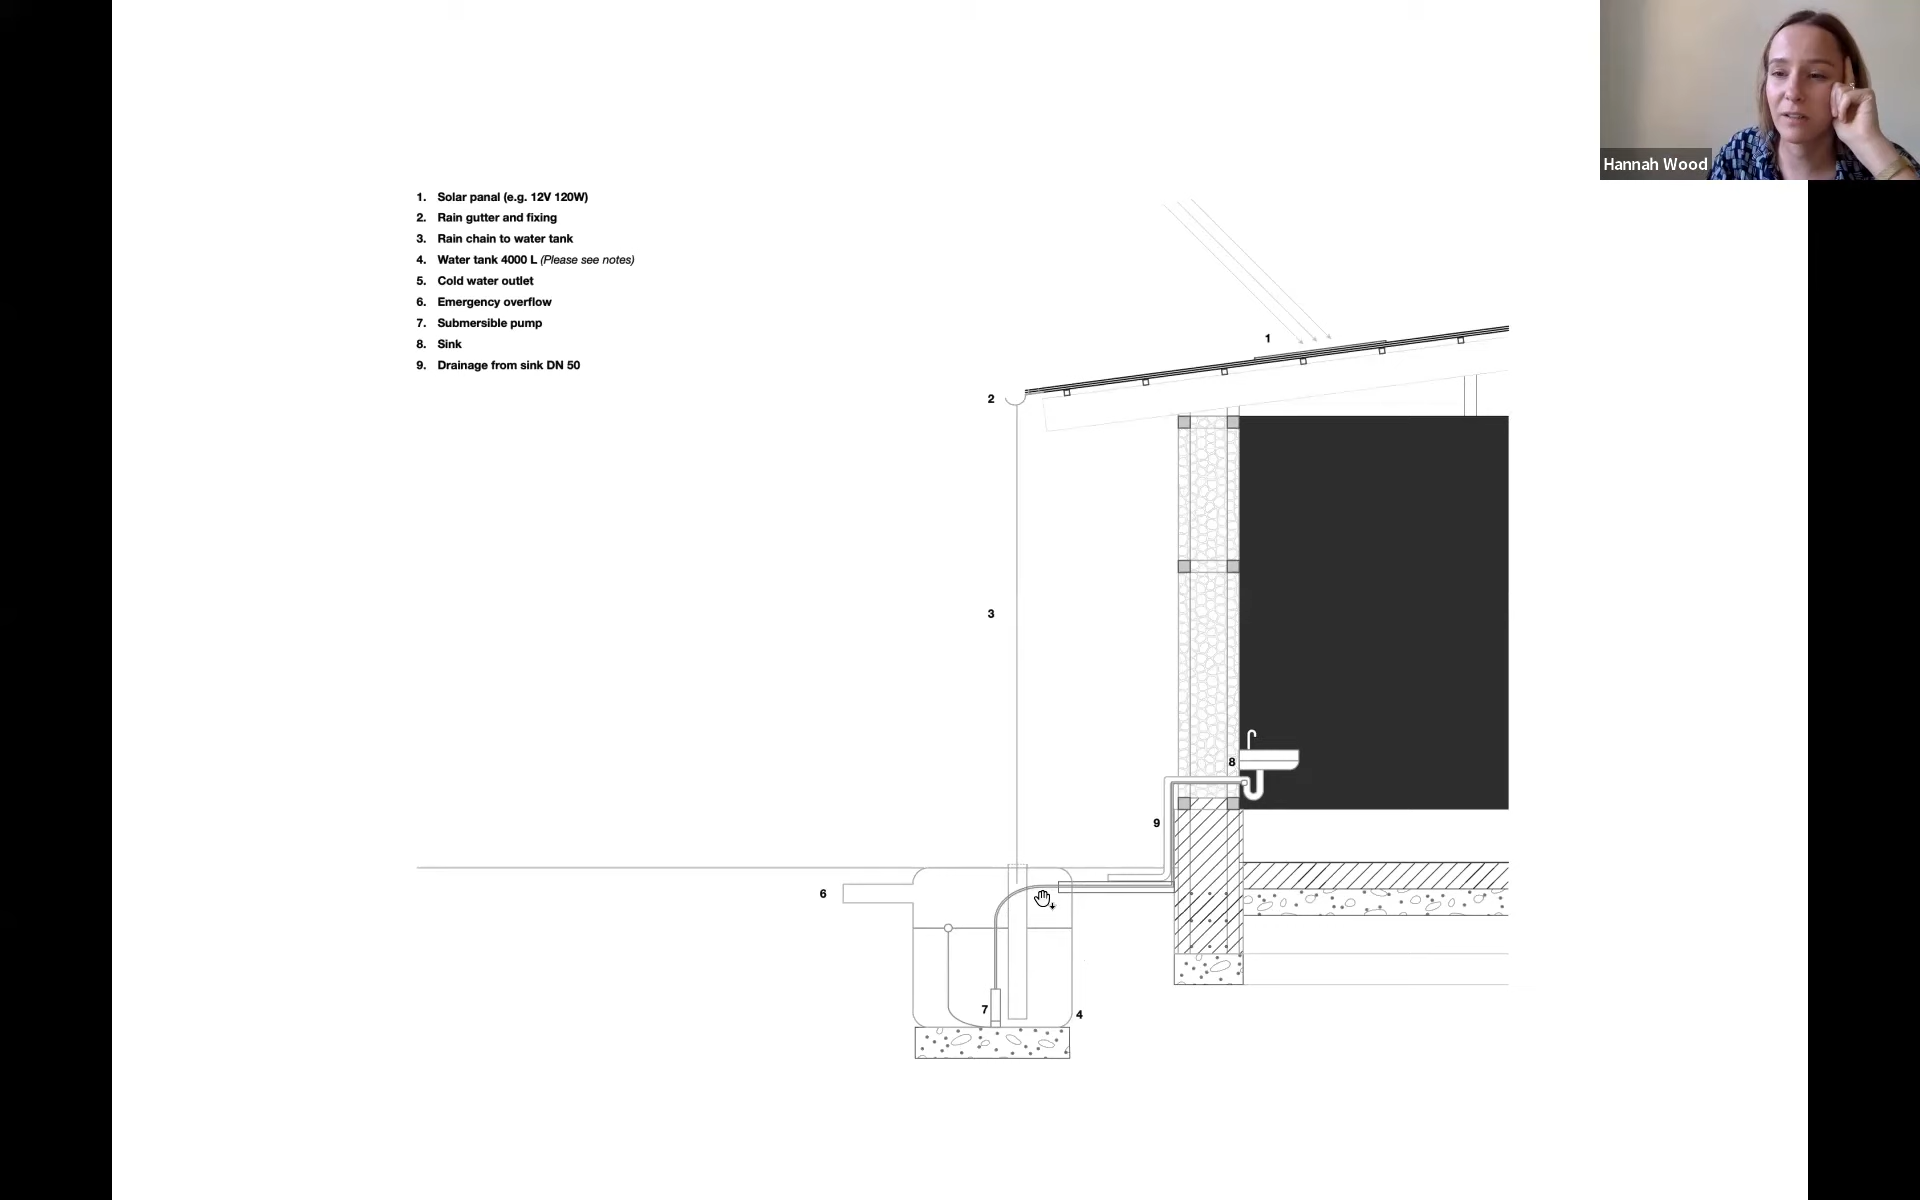 Hannah Wood
1. Solar panal (e.g. 12V 120W)
2. Rain gutter and fixing
3. Rain chain to water tank
4. Water tank 4000 L (Please see notes)
5. Cold water outlet
6. Emergency overflow
7. Submersible pump
8. Sink
9. Drainage from sink DN 50
1
2
3
8
9
6
7
4